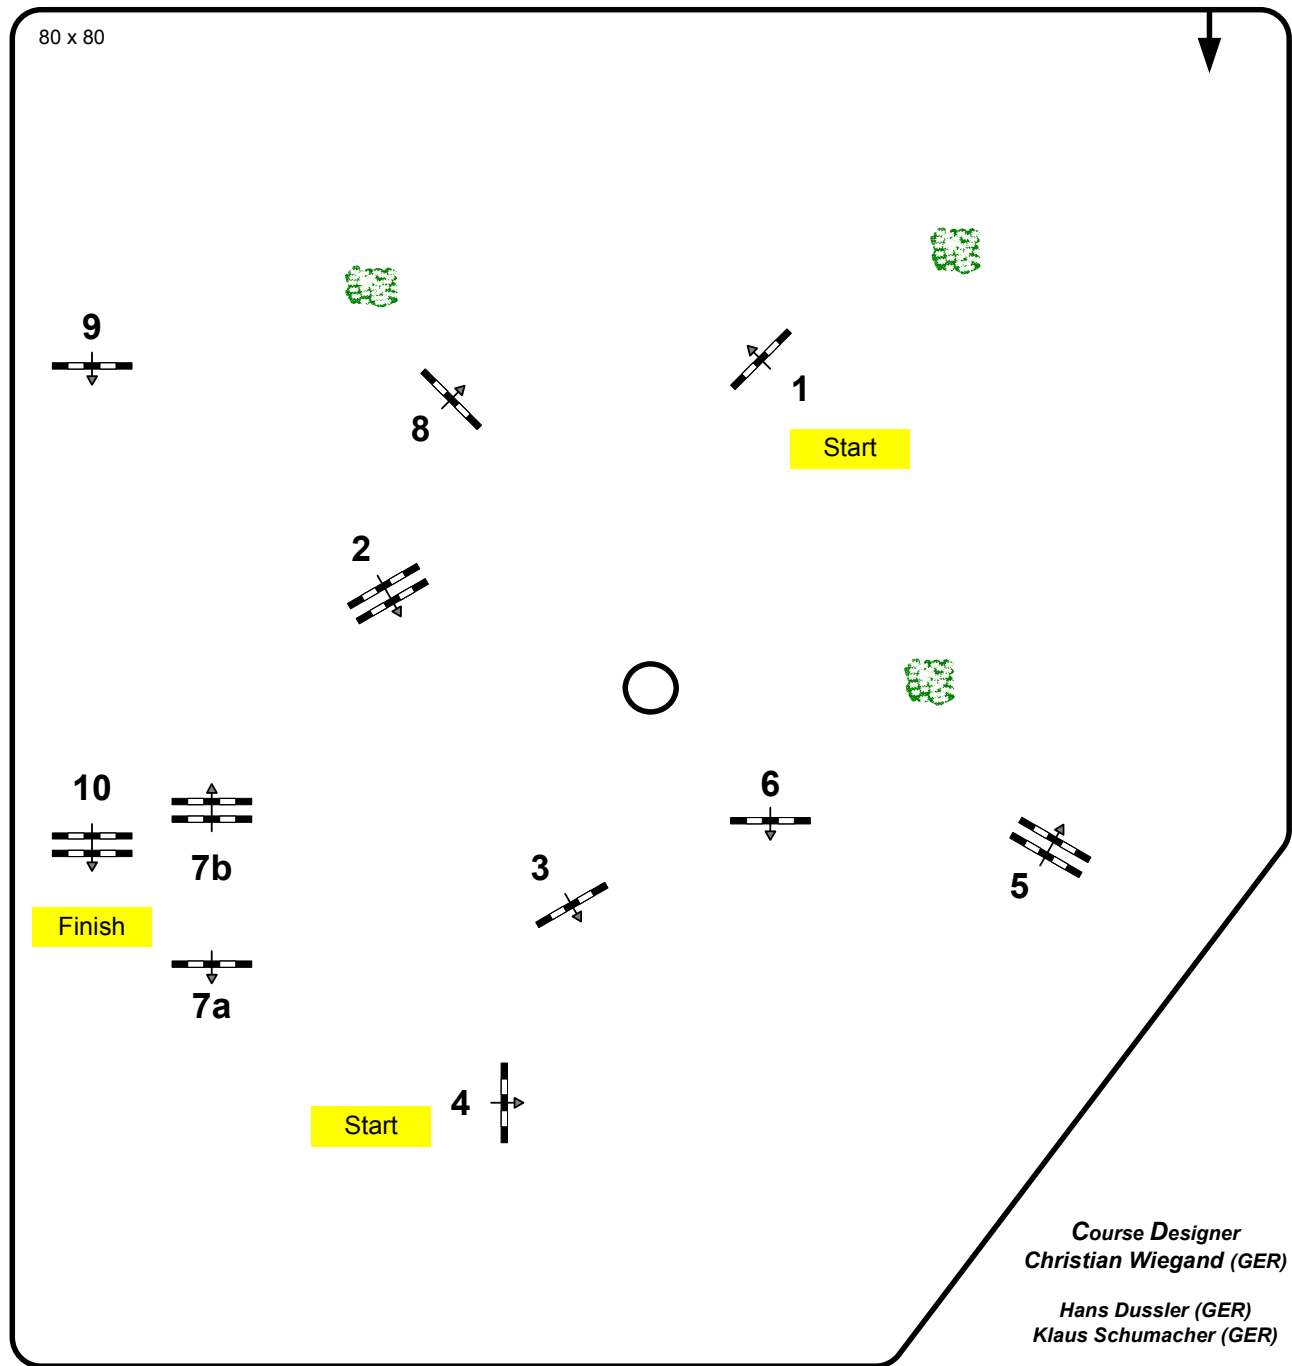 80 x 80
9
1
8
Start
2
10
6
7b
3
5
Finish
7a
4
Start
Course Designer
Christian Wiegand (GER)
Hans Dussler (GER)
Klaus Schumacher (GER)